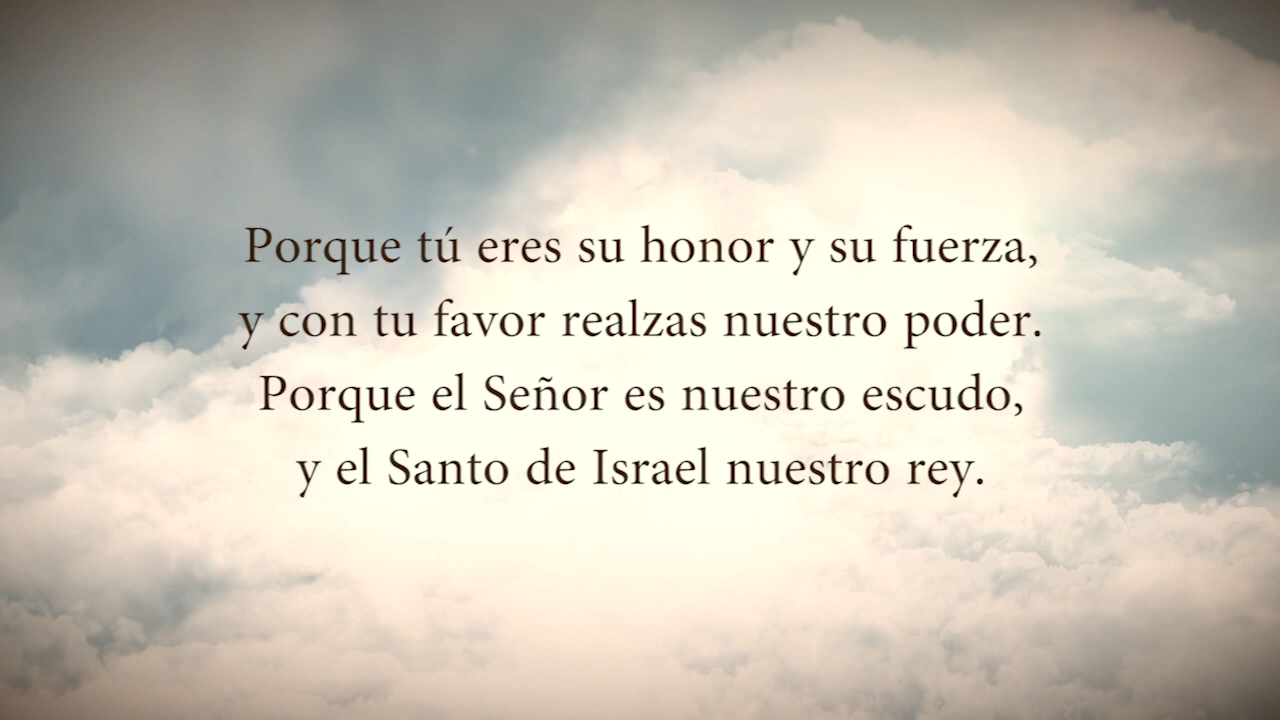 Porque tú eres su honor y su fuerza,
y con tu favor realzas nuestro poder.
Porque el Señor es nuestro escudo,
y el Santo de Israel nuestro rey.